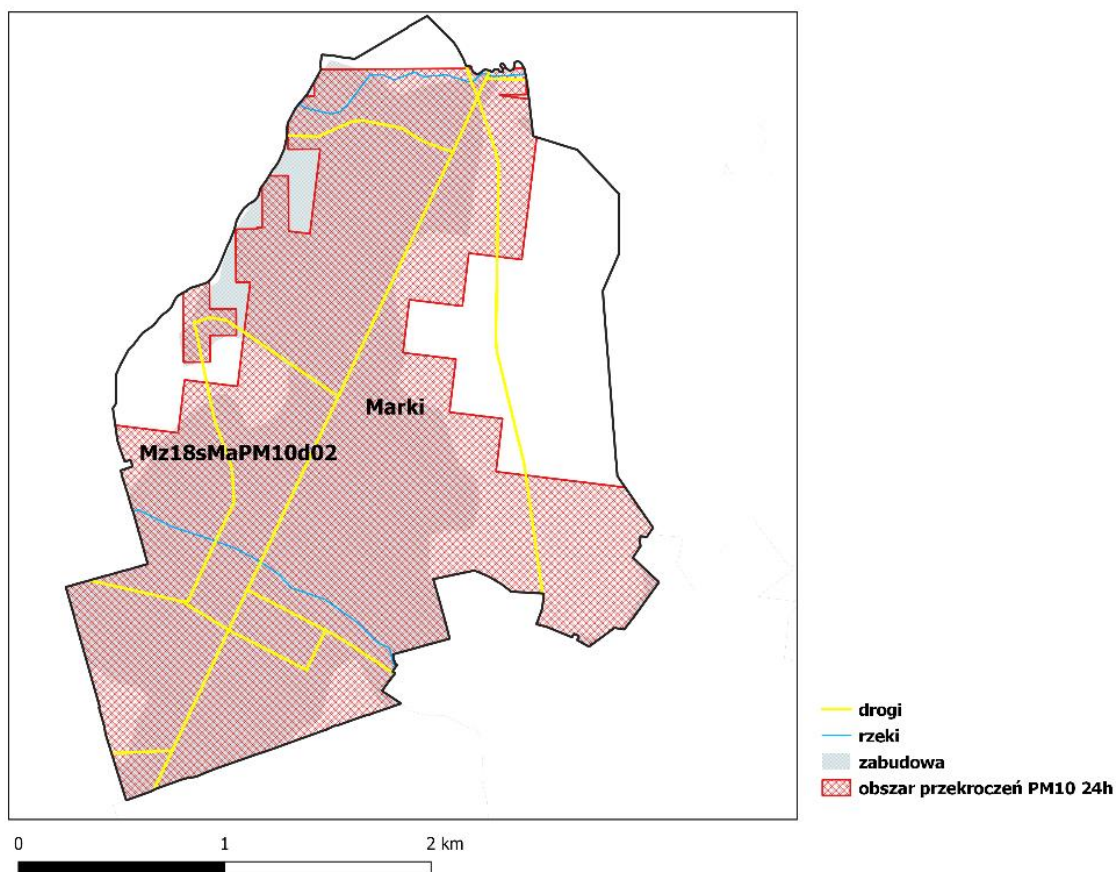 Marki
Mz18sMaPM10d02
drogi
rzeki
zabudowa
obszar przekroczeń PM10 24h
0 1 2 km